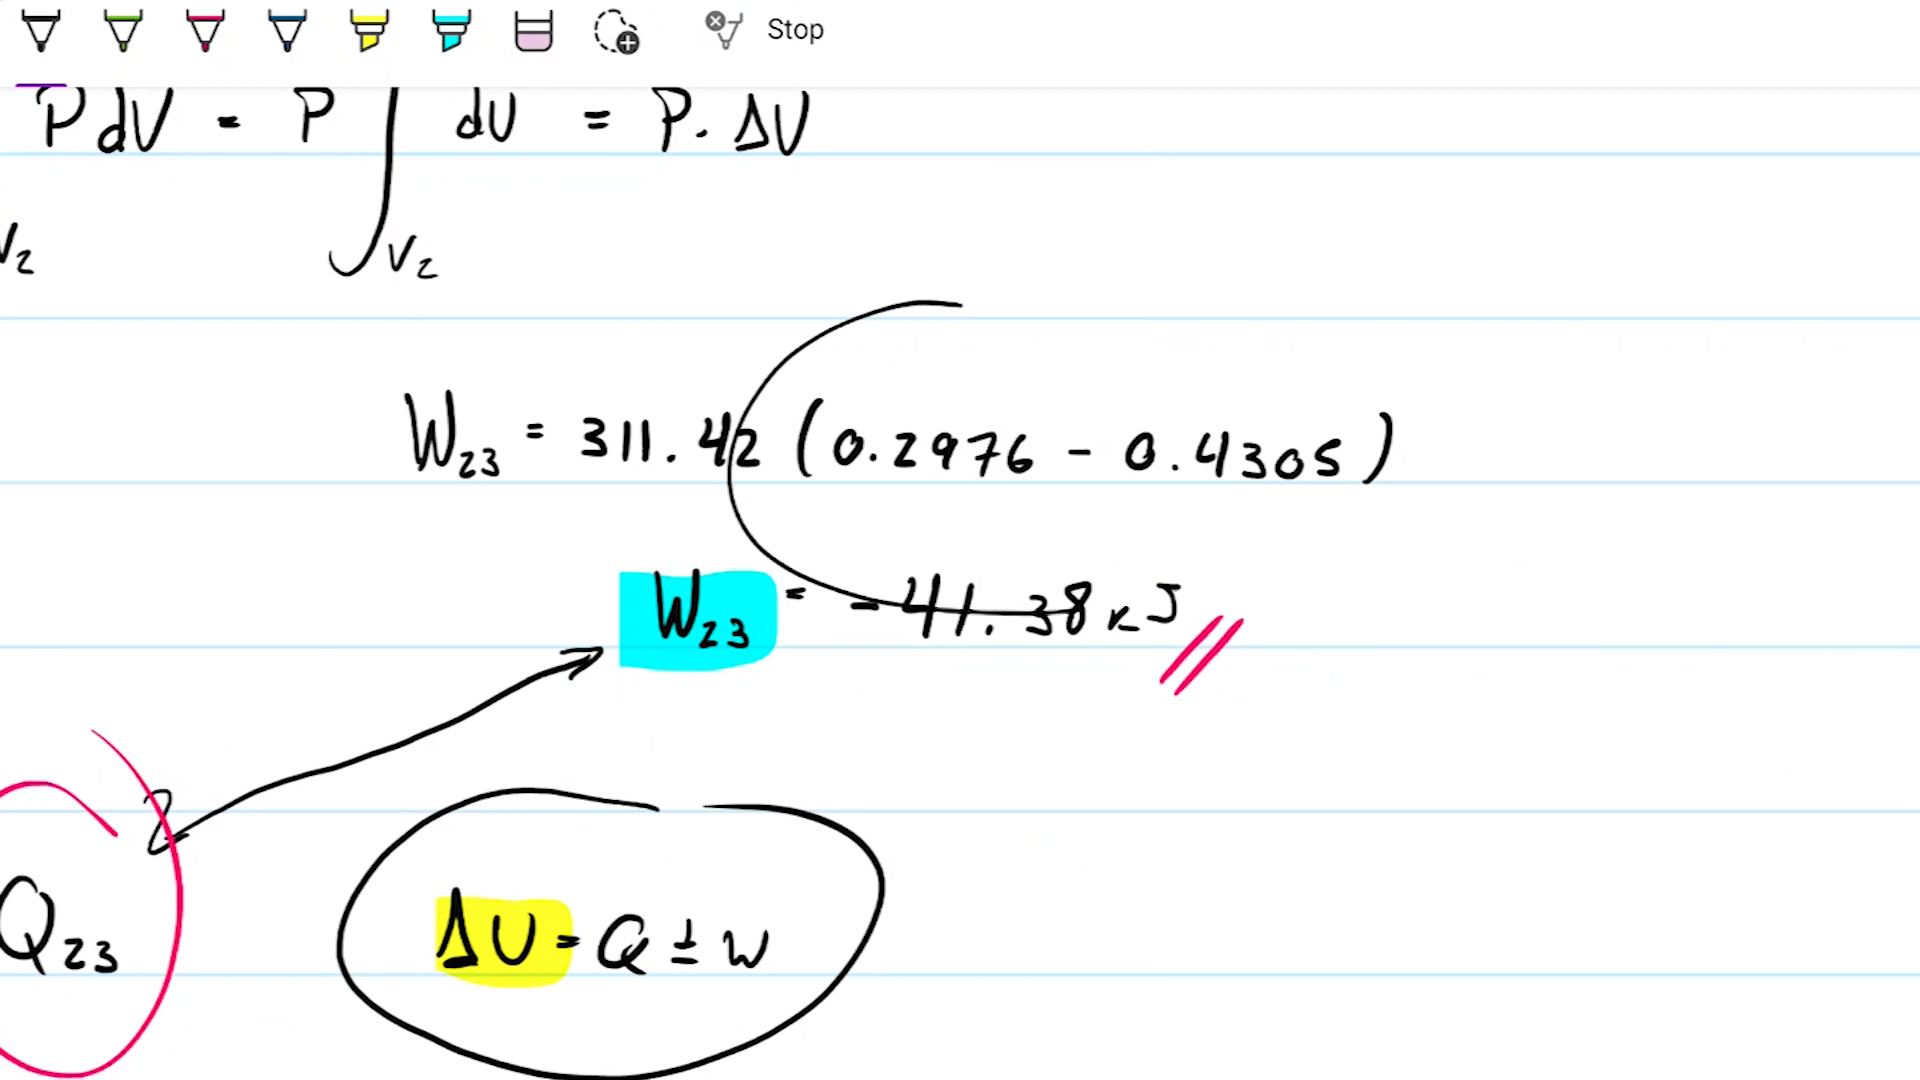 Stop
PdV = P ∫ dV = P. ΔV
V2 V2
W23 = 311.42 (0.2976 - 0.4305)
W23 = - 41.38 kJ
Q23 ΔU = Q ± W